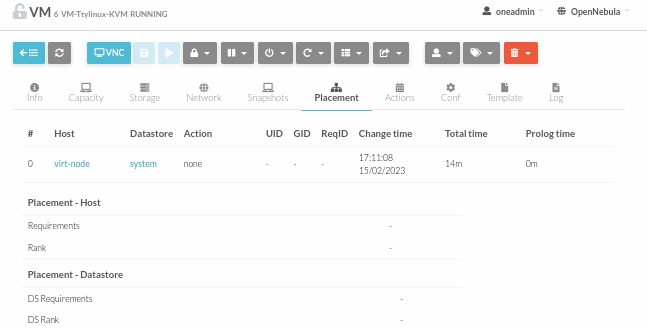 VM 6 VM-Ttylinux-KVM RUNNING
oneadmin
OpenNebula
VNC
Info Capacity Storage Network Snapshots Placement Actions Conf Template Log
# Host Datastore Action UID GID ReqID Change time Total time Prolog time
0 virt-node system none - - - 17:11:08 15/02/2023 14m 0m
Placement - Host
Requirements -
Rank -
Placement - Datastore
DS Requirements -
DS Rank -